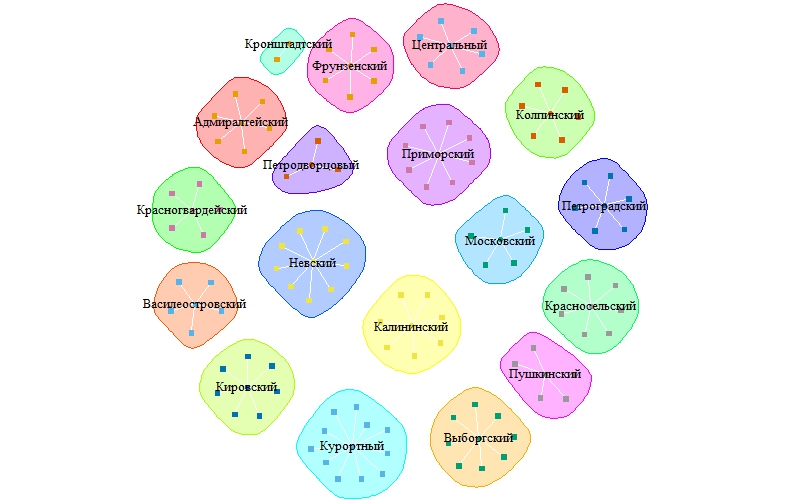 Кронштадтский
Фрунзенский
Центральный
Адмиралтейский
Колпинский
Петродворцовый
Приморский
Красногвардейский
Петроградский
Московский
Невский
Василеостровский
Красносельский
Калининский
Кировский
Пушкинский
Курортный
Выборгский